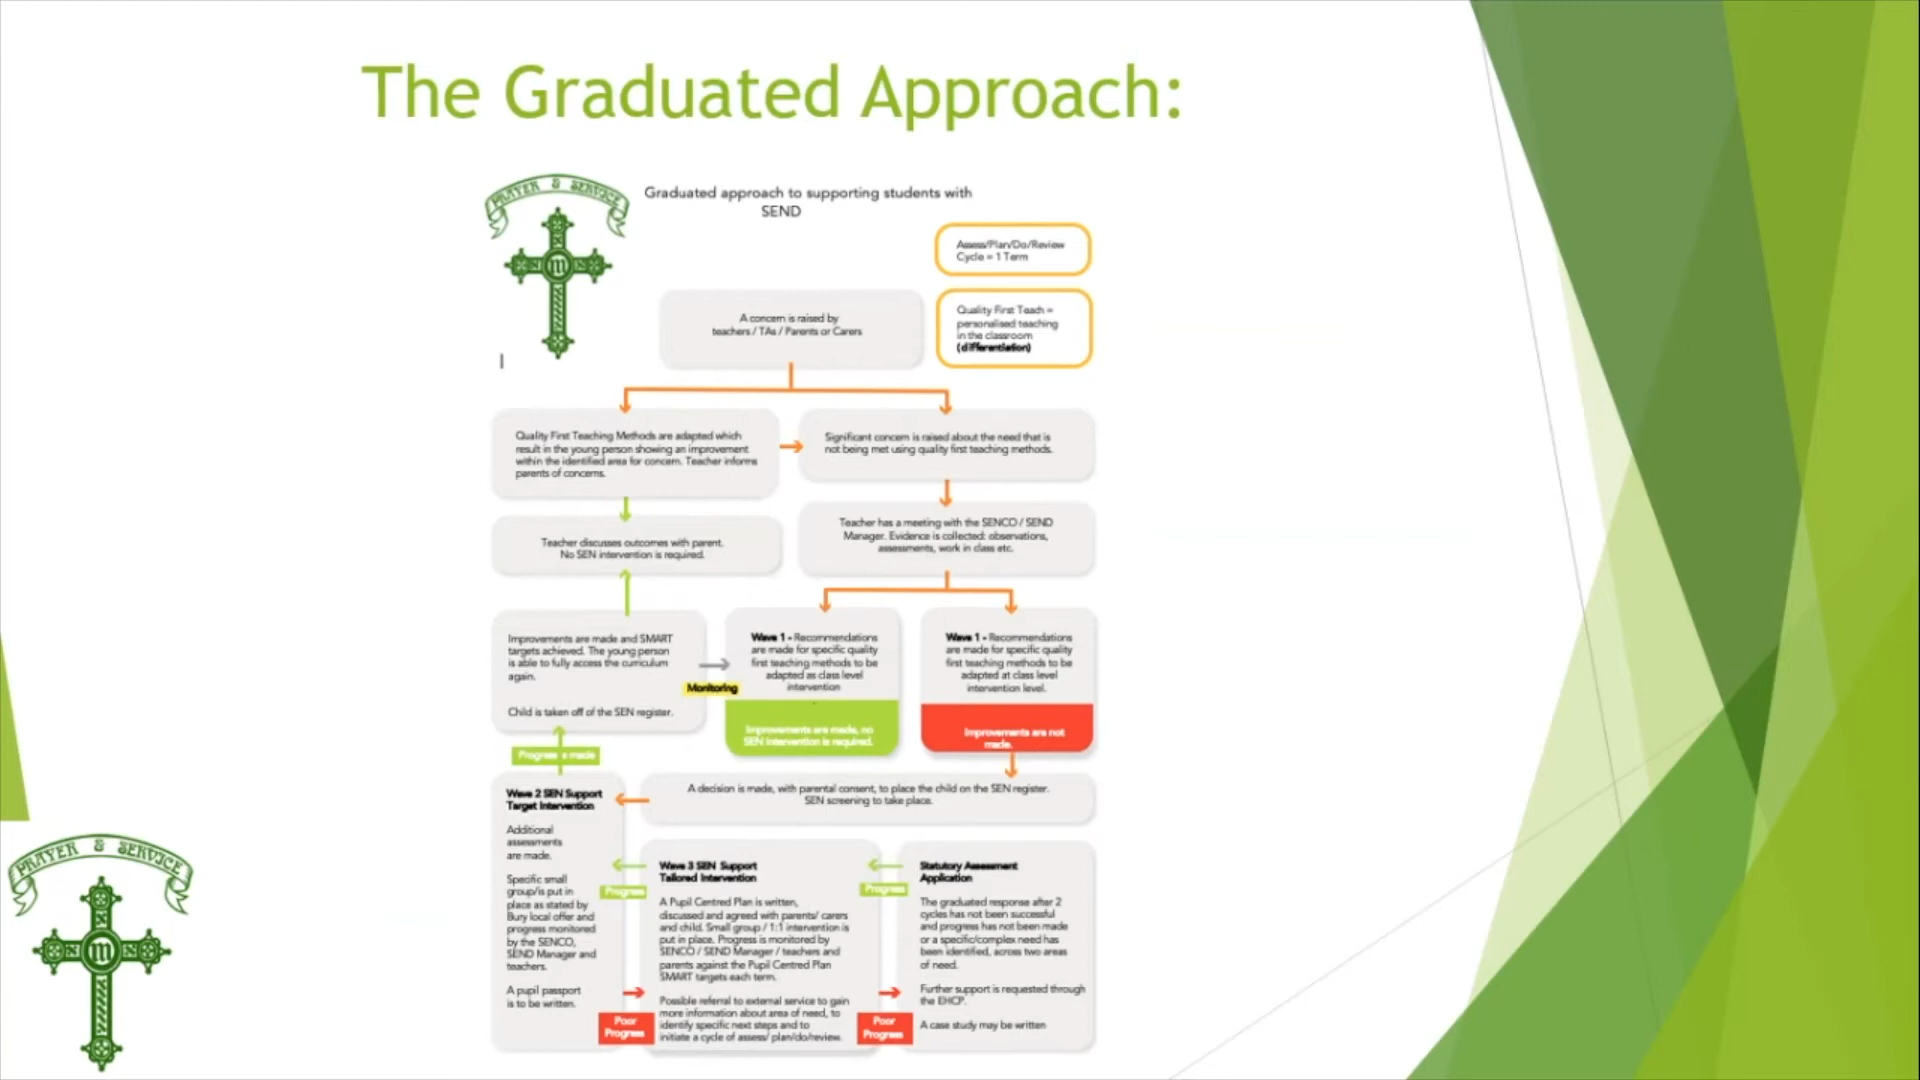 The Graduated Approach:
PRAYER & SERVICE
m
Graduated approach to supporting students with
SEND
Assess/Plan/Do/Review
Cycle = 1 Term
A concern is raised by
teachers / TAs / Parents or Carers
Quality First Teach =
personalised teaching
in the classroom
(differentiation)
Quality First Teaching Methods are adapted which
result in the young person showing an improvement
within the identified area for concern. Teacher informs
parents of concerns.
Significant concern is raised about the need that is
not being met using quality first teaching methods.
Teacher discusses outcomes with parent.
No SEN intervention is required.
Teacher has a meeting with the SENCO / SEND
Manager. Evidence is collected: observations,
assessments, work in class etc.
Improvements are made and SMART
targets achieved. The young person
is able to fully access the curriculum
again.
Child is taken off of the SEN register.
Monitoring
Wave 1 - Recommendations
are made for specific quality
first teaching methods to be
adapted as class level
intervention
Improvements are made, no
SEN intervention is required.
Wave 1 - Recommendations
are made for specific quality
first teaching methods to be
adapted at class level
intervention level.
Improvements are not
made.
Progress is made
A decision is made, with parental consent, to place the child on the SEN register.
SEN screening to take place.
Wave 2 SEN Support
Target Intervention
Additional
assessments
are made.
Specific small
group/is put in
place as stated by
Bury local offer and
progress monitored
by the SENCO,
SEND Manager and
teachers.
A pupil passport
is to be written.
Progress
Poor
Progress
Wave 3 SEN Support
Tailored Intervention
A Pupil Centred Plan is written,
discussed and agreed with parents/ carers
and child. Small group / 1:1 intervention is
put in place. Progress is monitored by
SENCO / SEND Manager / teachers and
parents against the Pupil Centred Plan
SMART targets each term.
Possible referral to external service to gain
more information about area of need, to
identify specific next steps and to
initiate a cycle of assess/ plan/do/review.
Progress
Poor
Progress
Statutory Assessment
Application
The graduated response after 2
cycles has not been successful
and progress has not been made
or a specific/complex need has
been identified, across two areas
of need.
Further support is requested through
the EHCP.
A case study may be written
PRAYER & SERVICE
m